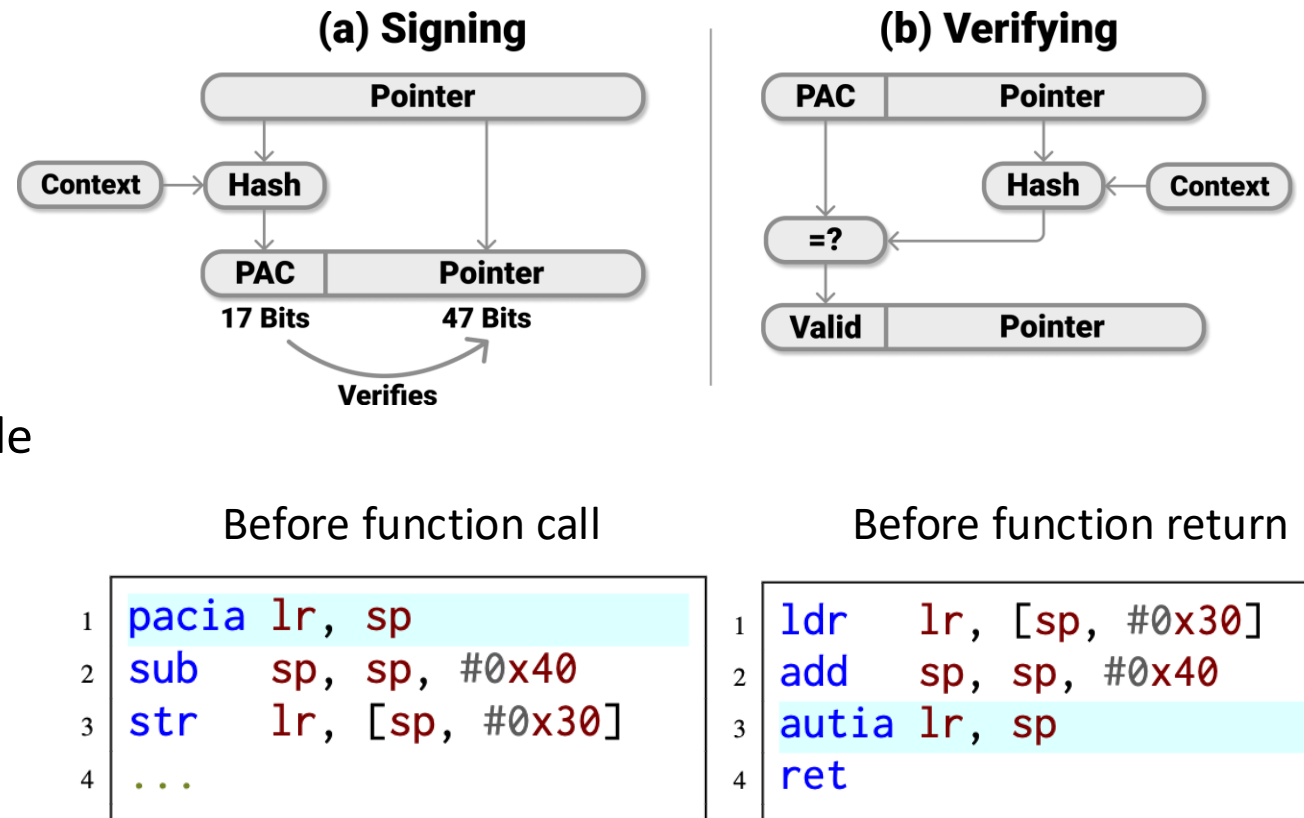 (a) Signing
Pointer
Context
Hash
PAC
Pointer
17 Bits
47 Bits
Verifies
(b) Verifying
PAC
Pointer
Hash
Context
=?
Valid
Pointer
le
Before function call
1 pacia lr, sp
2 sub sp, sp, #0x40
3 str lr, [sp, #0x30]
4 ...
Before function return
1 ldr lr, [sp, #0x30]
2 add sp, sp, #0x40
3 autia lr, sp
4 ret